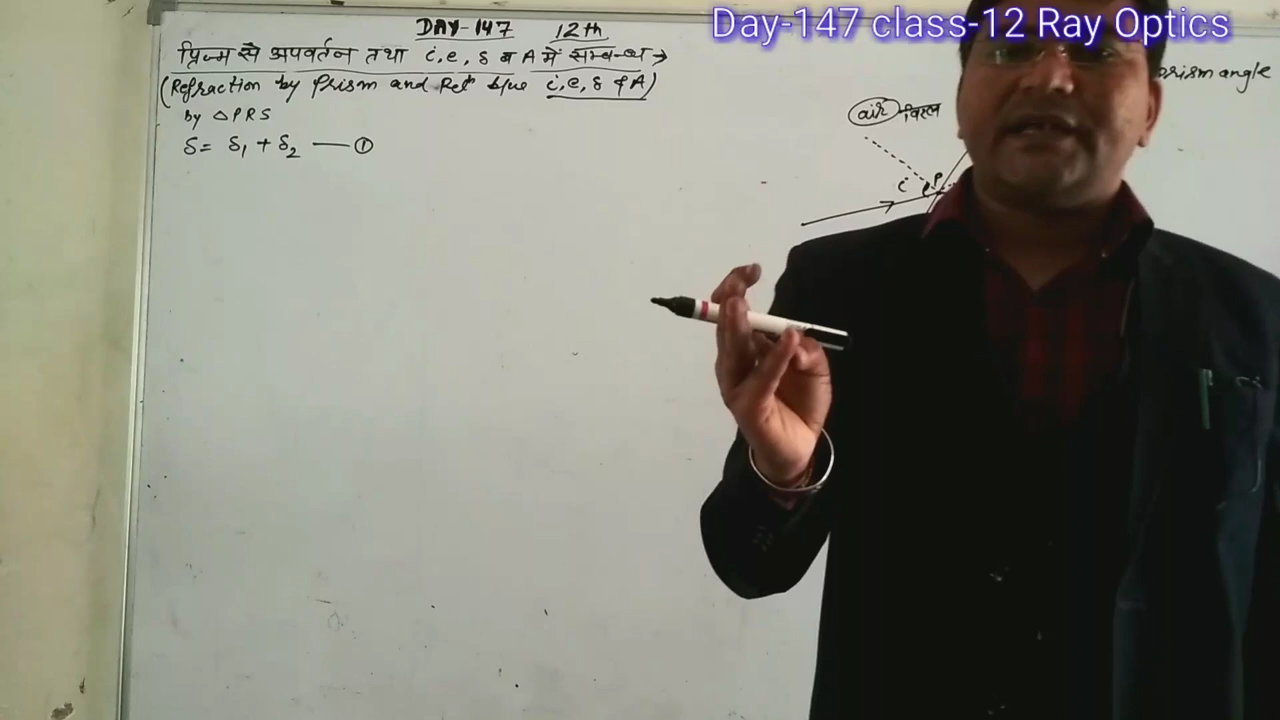 Day-147 class-12 Ray Optics
DAY-147 12th
प्रिज्म से अपवर्तन तथा i, e, δ व A में सम्बन्ध →
(Refraction by Prism and Relⁿ b/w i, e, δ & A)
by △PRS
δ = δ₁ + δ₂ — ①
prism angle
air विरल
i
P